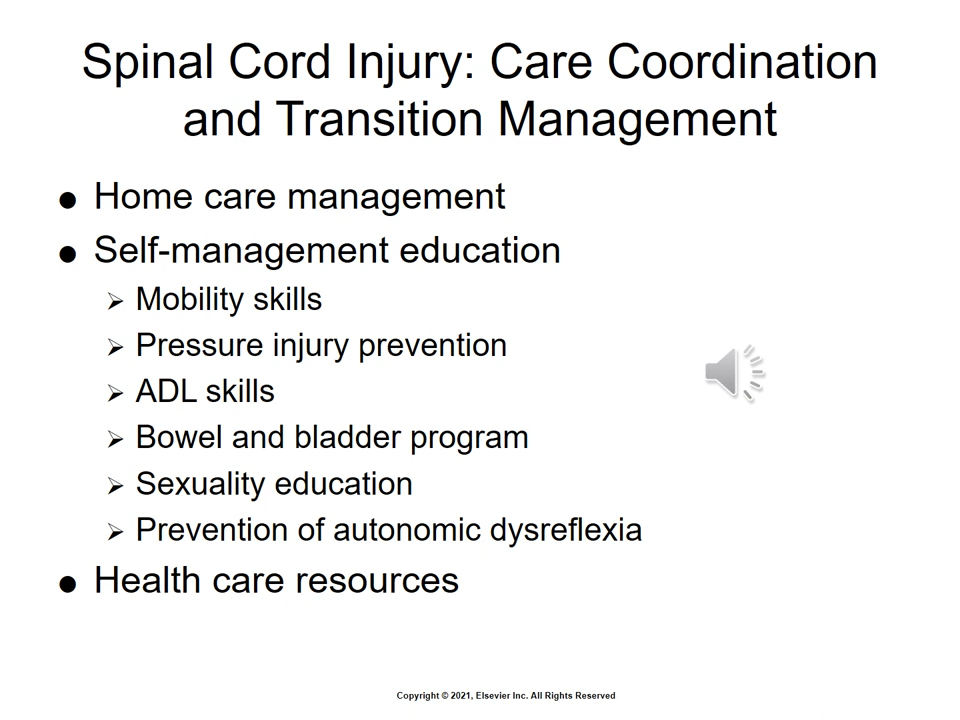 Spinal Cord Injury: Care Coordination
and Transition Management
● Home care management
● Self-management education
➢ Mobility skills
➢ Pressure injury prevention
➢ ADL skills
➢ Bowel and bladder program
➢ Sexuality education
➢ Prevention of autonomic dysreflexia
● Health care resources
Copyright © 2021, Elsevier Inc. All Rights Reserved